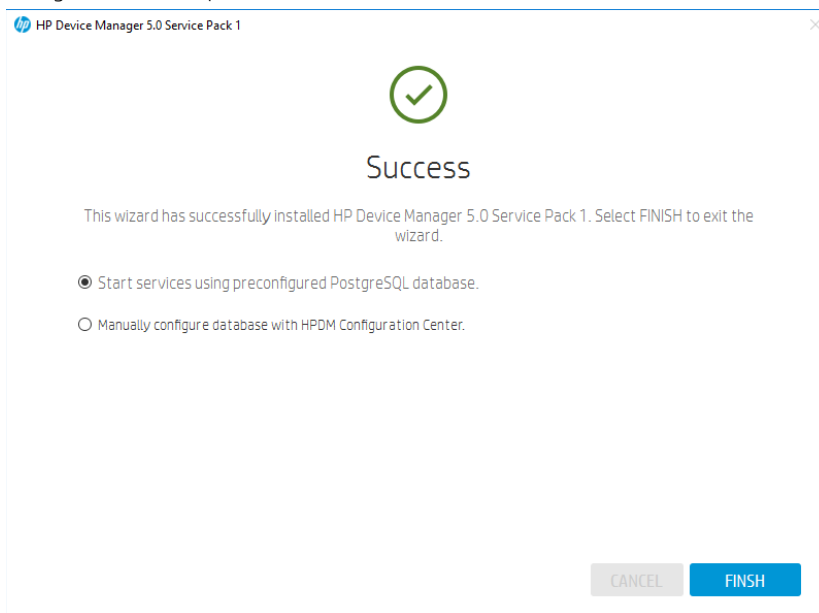 HP Device Manager 5.0 Service Pack 1
Success
This wizard has successfully installed HP Device Manager 5.0 Service Pack 1. Select FINISH to exit the
wizard.
Start services using preconfigured PostgreSQL database.
Manually configure database with HPDM Configuration Center.
CANCEL
FINSH